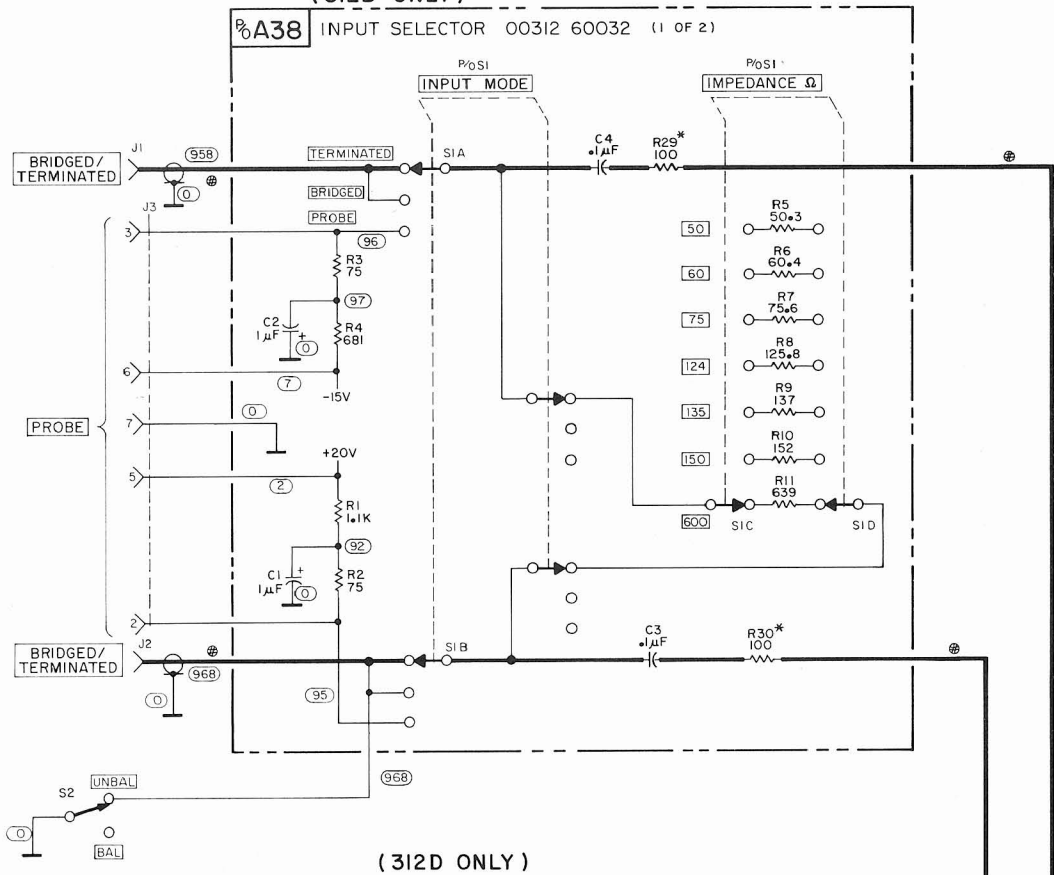 (312D ONLY)
P/O A38 INPUT SELECTOR 00312 60032 (1 OF 2)
P/O S1
INPUT MODE
P/O S1
IMPEDANCE Ω
J1
BRIDGED/
TERMINATED
958
0
TERMINATED
S1A
C4
.1µF
R29*
100
BRIDGED
PROBE
J3
3
96
R3
75
97
C2
1µF
+
0
R4
681
6
7
-15V
PROBE
7
0
5
2
+20V
R1
1.1K
92
C1
1µF
+
0
R2
75
2
50
R5
50.3
60
R6
60.4
75
R7
75.6
124
R8
125.8
135
R9
137
150
R10
152
600
R11
639
S1C
S1D
BRIDGED/
TERMINATED
J2
968
0
S1B
C3
.1µF
R30*
100
95
968
S2
UNBAL
0
BAL
(312D ONLY)